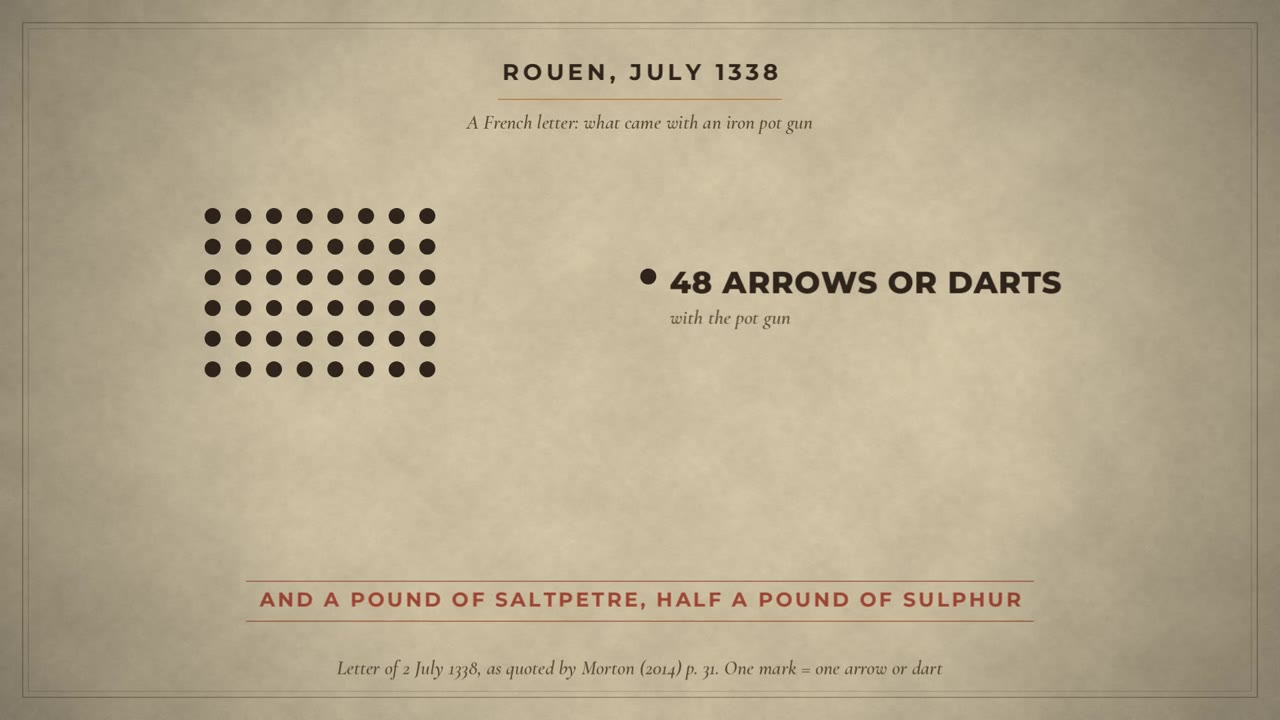 ROUEN, JULY 1338
A French letter: what came with an iron pot gun
48 ARROWS OR DARTS
with the pot gun
AND A POUND OF SALTPETRE, HALF A POUND OF SULPHUR
Letter of 2 July 1338, as quoted by Morton (2014) p. 31. One mark = one arrow or dart